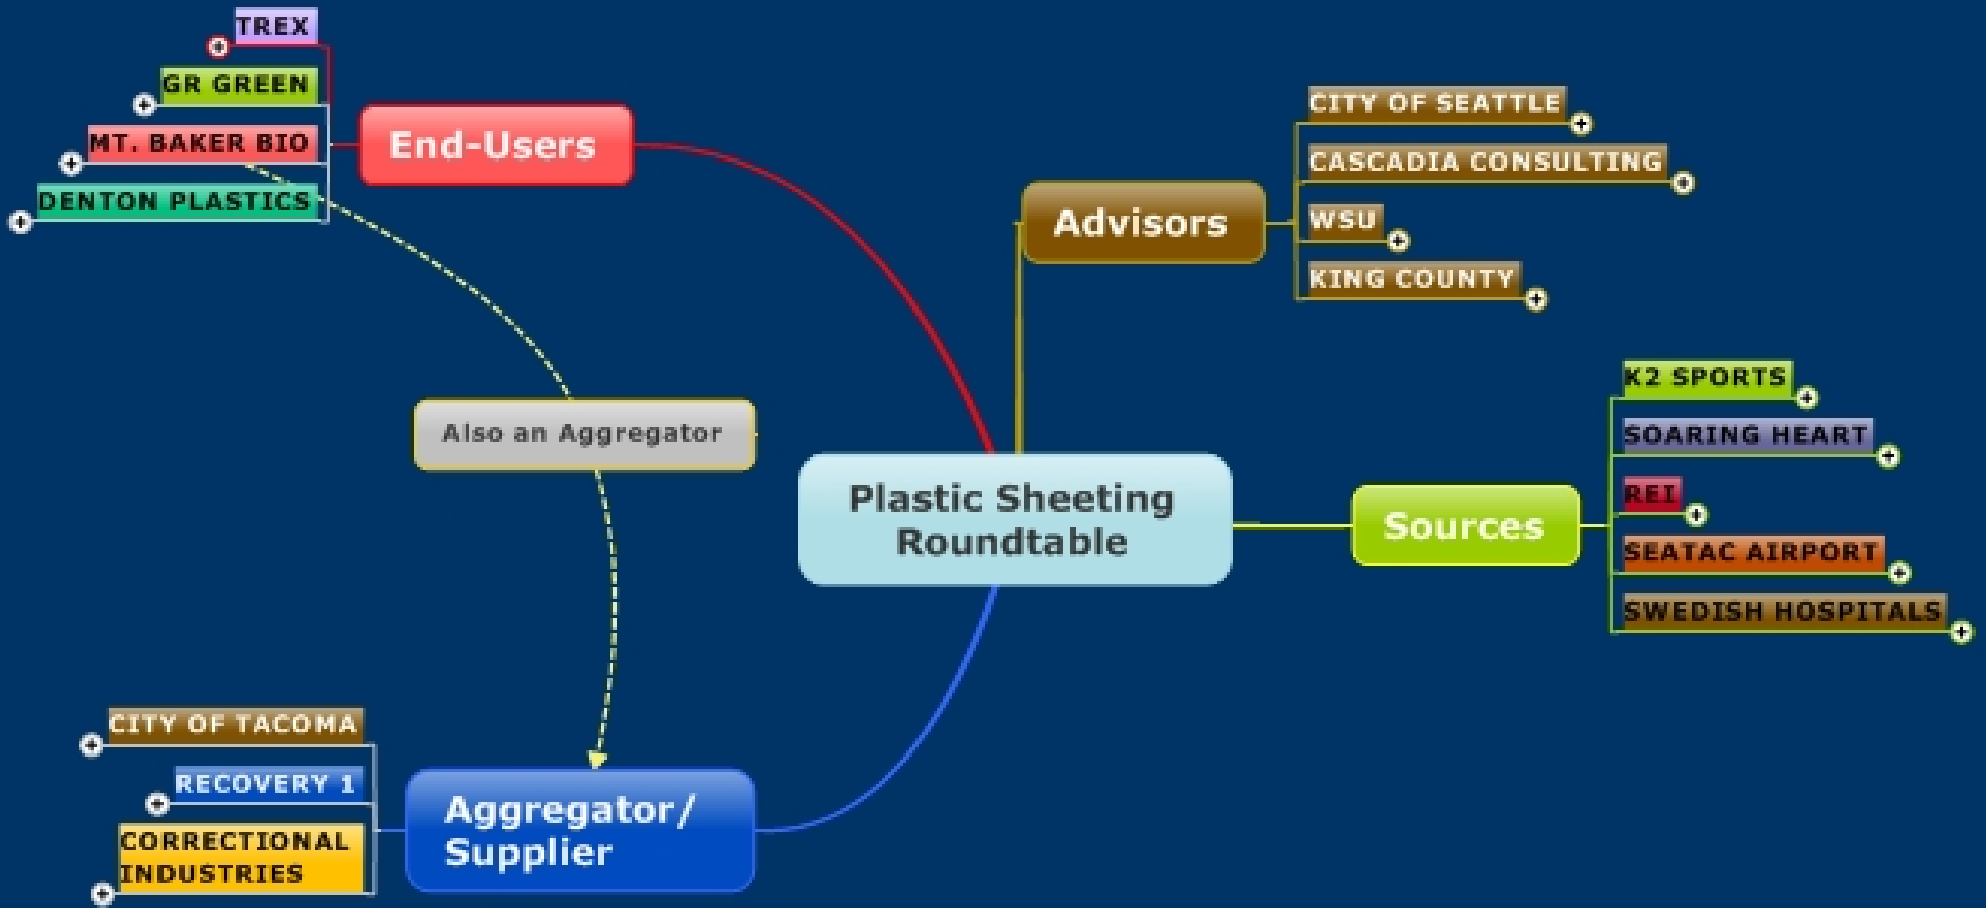 TREX
GR GREEN
MT. BAKER BIO
DENTON PLASTICS
End-Users
Advisors
CITY OF SEATTLE
CASCADIA CONSULTING
WSU
KING COUNTY
Also an Aggregator
Plastic Sheeting
Roundtable
Sources
K2 SPORTS
SOARING HEART
REI
SEATAC AIRPORT
SWEDISH HOSPITALS
CITY OF TACOMA
RECOVERY 1
CORRECTIONAL
INDUSTRIES
Aggregator/
Supplier